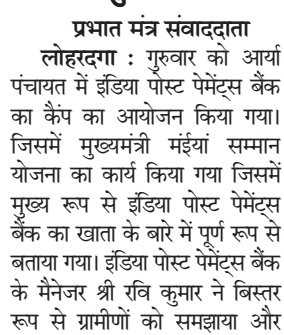 प्रभात मंत्र संवाददाता
लोहरदगा : गुरुवार को आर्या
पंचायत में इंडिया पोस्ट पेमेंट्स बैंक
का कैंप का आयोजन किया गया।
जिसमें मुख्यमंत्री मंईयां सम्मान
योजना का कार्य किया गया जिसमें
मुख्य रूप से इंडिया पोस्ट पेमेंट्स
बैंक का खाता के बारे में पूर्ण रूप से
बताया गया। इंडिया पोस्ट पेमेंट्स बैंक
के मैनेजर श्री रवि कुमार ने बिस्तर
रूप से ग्रामीणों को समझाया और